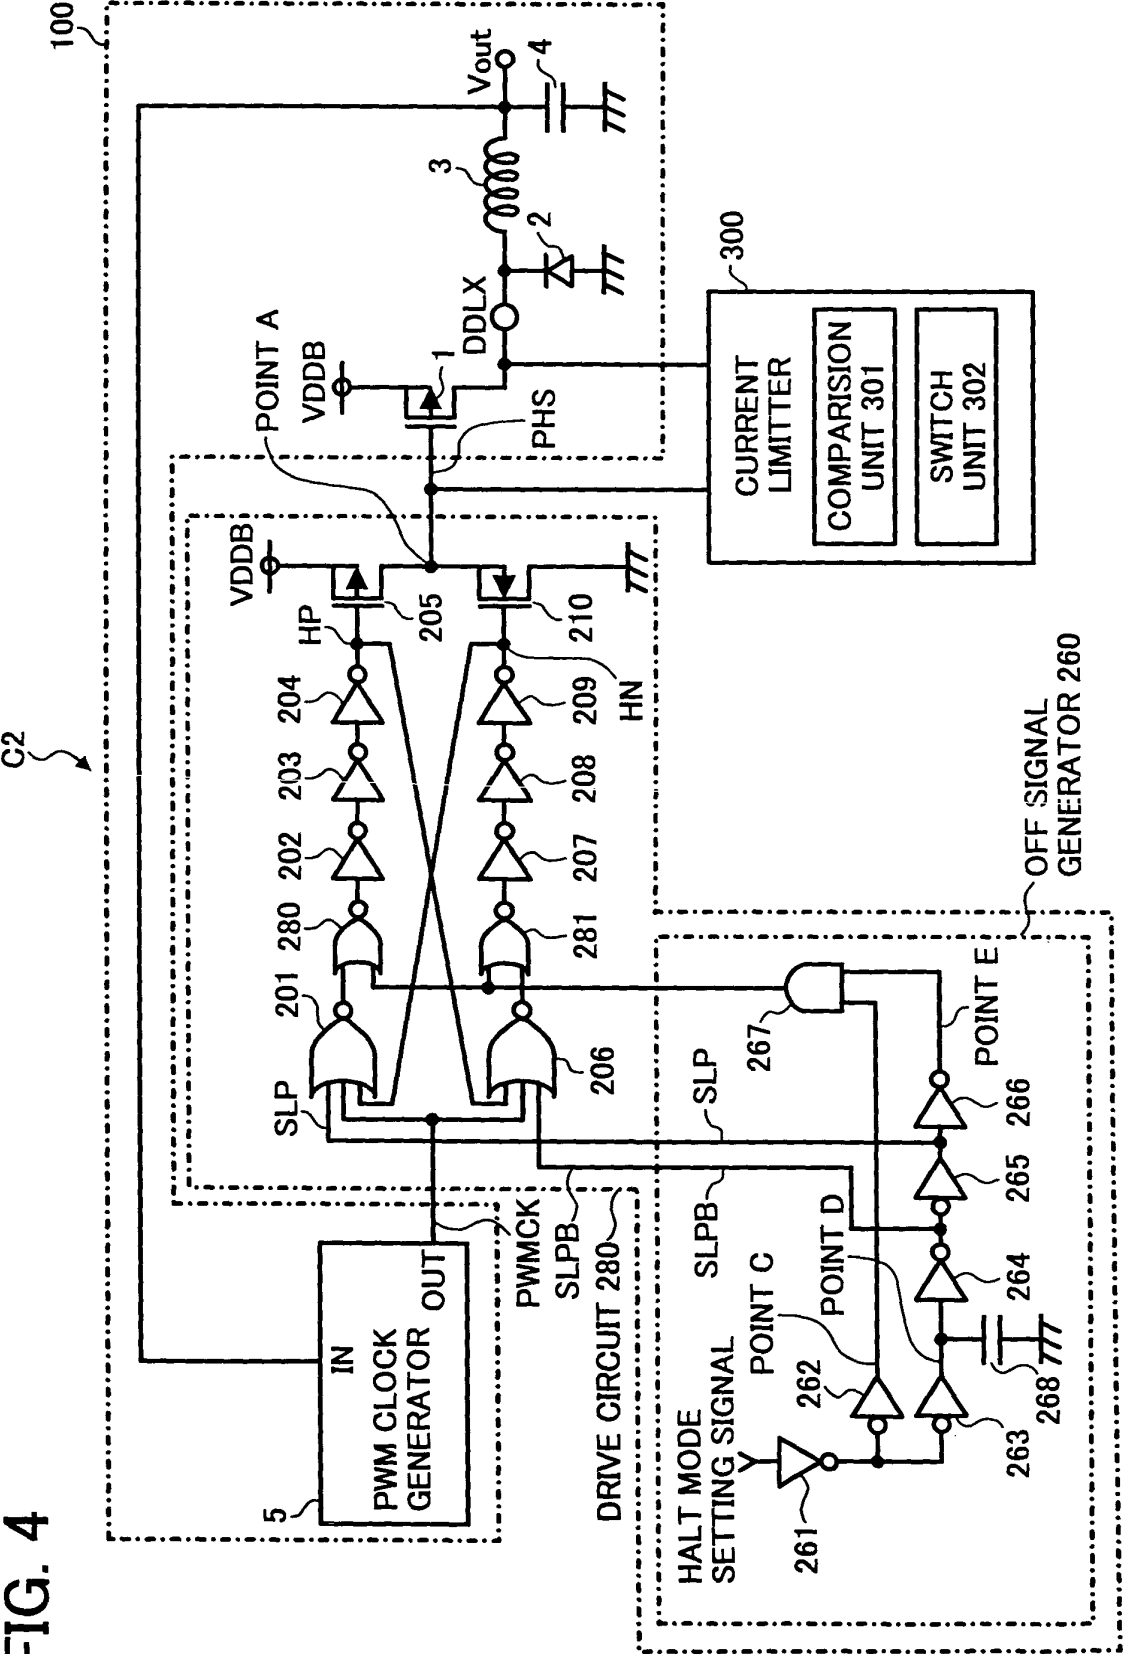 FIG. 4
C2
100
5
IN
PWM CLOCK
GENERATOR
OUT
PWMCK
SLP
201
280
202
203
204
HP
VDDB
205
POINT A
VDDB
1
PHS
DDLX
2
3
Vout
4
206
281
207
208
209
HN
210
SLPB
DRIVE CIRCUIT 280
SLP
SLPB
CURRENT
LIMITTER
300
COMPARISION
UNIT 301
SWITCH
UNIT 302
HALT MODE
SETTING SIGNAL
261
262
POINT C
POINT D
263
268
264
265
266
267
POINT E
OFF SIGNAL
GENERATOR 260